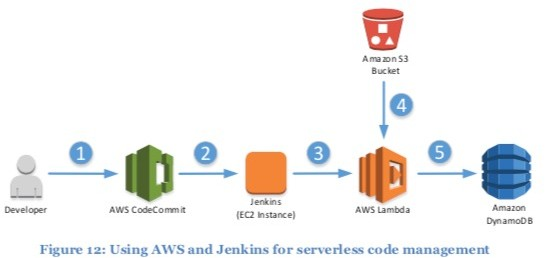 Amazon S3
Bucket
1
2
3
4
5
Developer
AWS CodeCommit
Jenkins
(EC2 Instance)
AWS Lambda
Amazon
DynamoDB
Figure 12: Using AWS and Jenkins for serverless code management